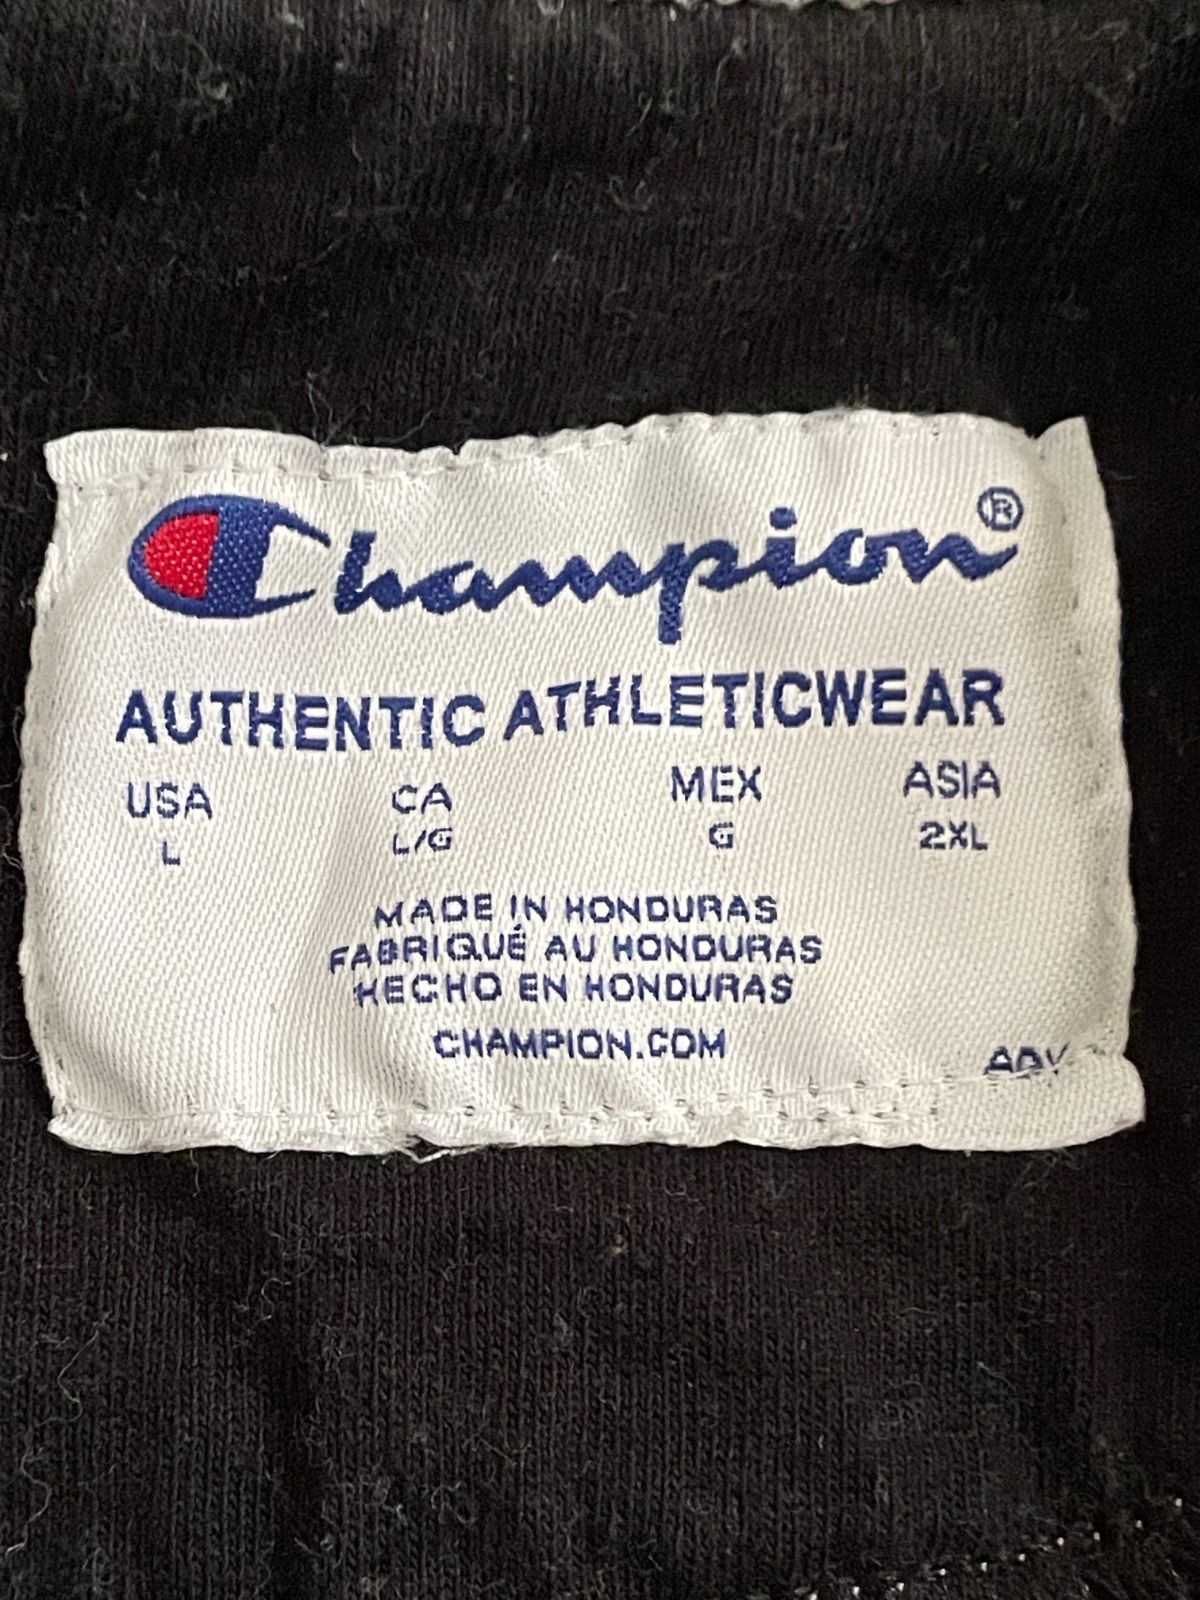 Champion®
AUTHENTIC ATHLETICWEAR
USA CA MEX ASIA
L L/G G 2XL
MADE IN HONDURAS
FABRIQUÉ AU HONDURAS
HECHO EN HONDURAS
CHAMPION.COM